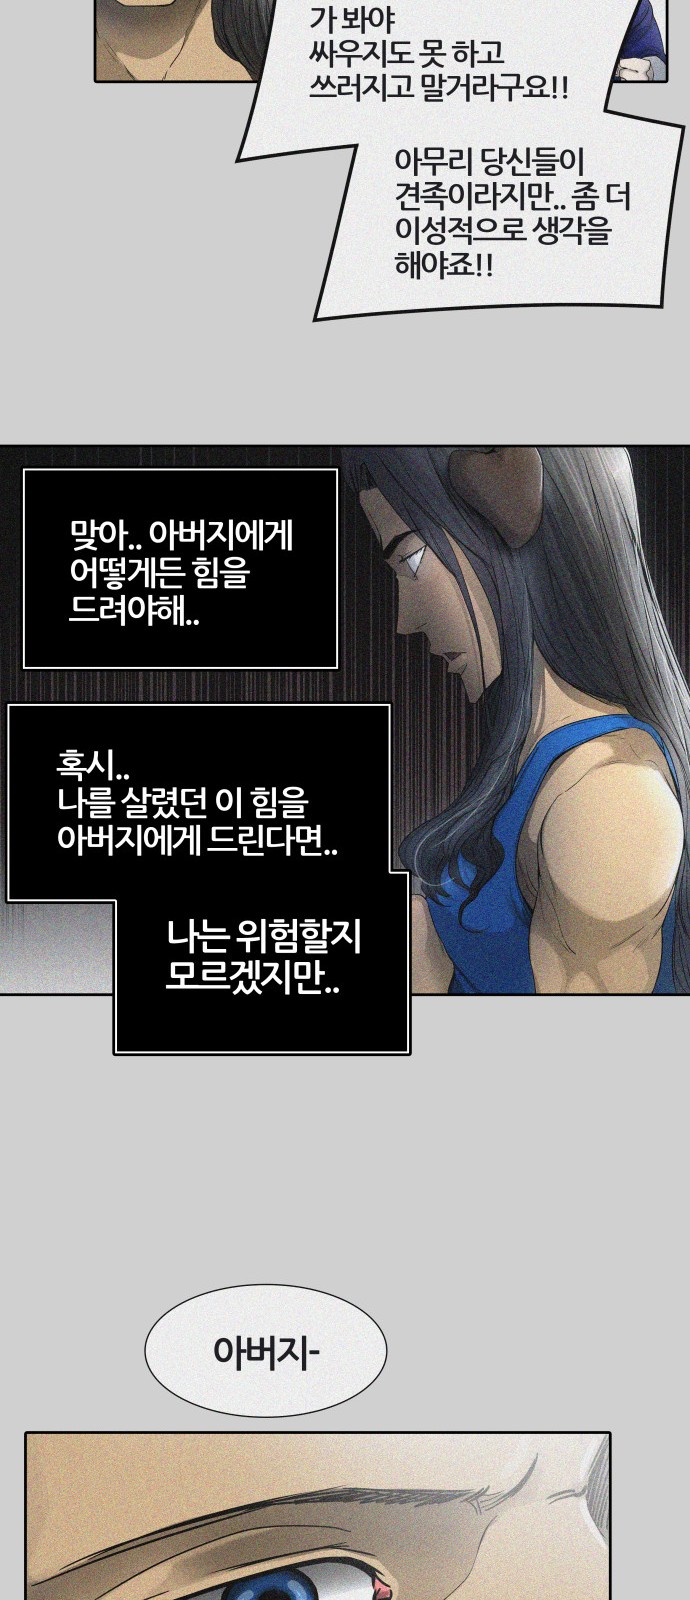 가 봐야
싸우지도 못 하고
쓰러지고 말거라구요!!
아무리 당신들이
견족이라지만.. 좀 더
이성적으로 생각을
해야죠!!
맞아.. 아버지에게
어떻게든 힘을
드려야해..
혹시..
나를 살렸던 이 힘을
아버지에게 드린다면..
나는 위험할지
모르겠지만..
아버지-